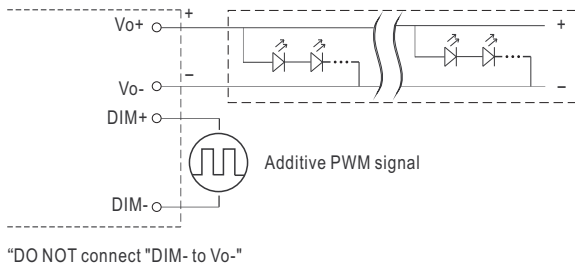 Vo+
+
+
Vo-
−
−
DIM+
Additive PWM signal
DIM-
“DO NOT connect "DIM- to Vo-"